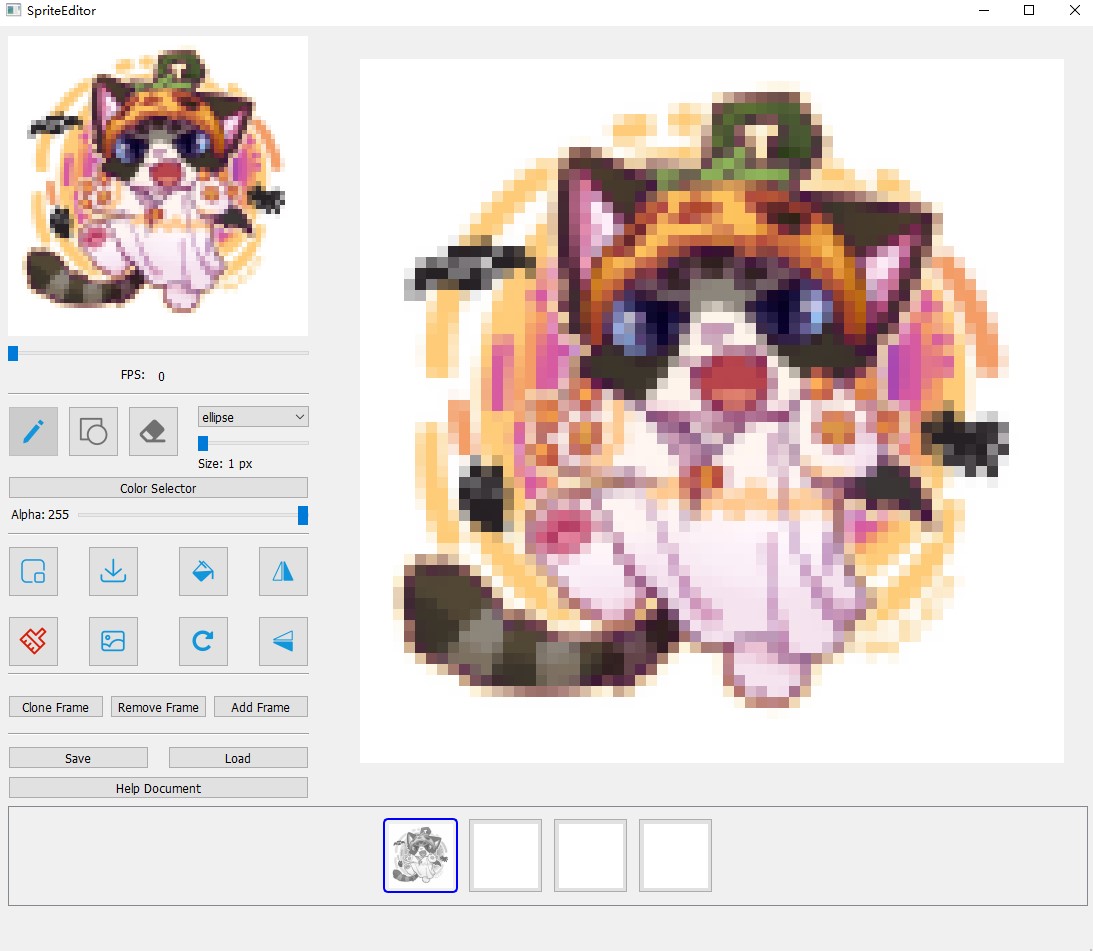 SpriteEditor
FPS: 0
ellipse
Size: 1 px
Color Selector
Alpha: 255
Clone Frame Remove Frame Add Frame
Save Load
Help Document